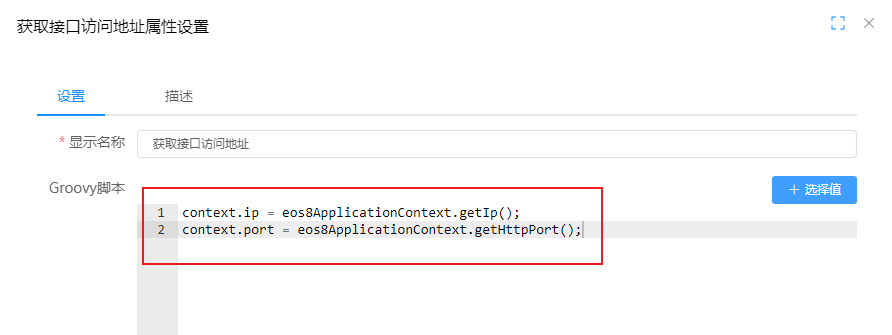 获取接口访问地址属性设置
设置 描述
* 显示名称 获取接口访问地址
Groovy脚本 + 选择值
1 context.ip = eos8ApplicationContext.getIp();
2 context.port = eos8ApplicationContext.getHttpPort();